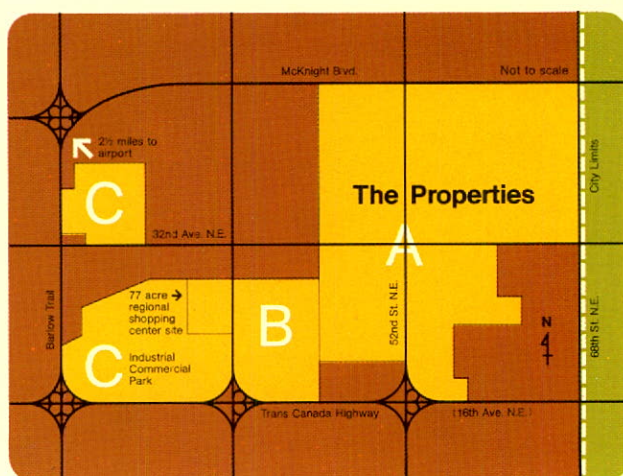 McKnight Blvd.
Not to scale
2½ miles to
airport
City Limits
The Properties
C
32nd Ave. N.E.
A
77 acre →
regional
shopping
center site
B
Barlow Trail
52nd St. N.E.
N
68th St. N.E.
C
Industrial
Commercial
Park
Trans Canada Highway
(16th Ave. N.E.)